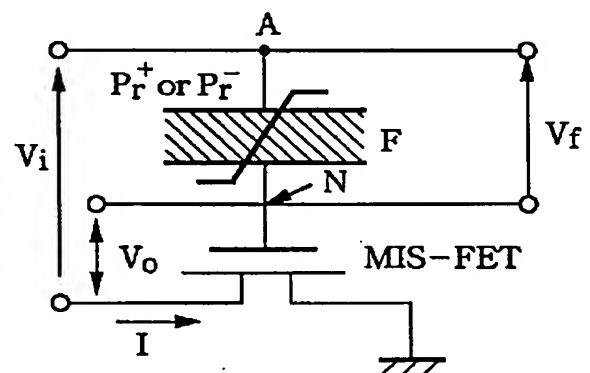 A
Pr+ or Pr−
F
Vi
Vf
N
Vo
MIS-FET
I